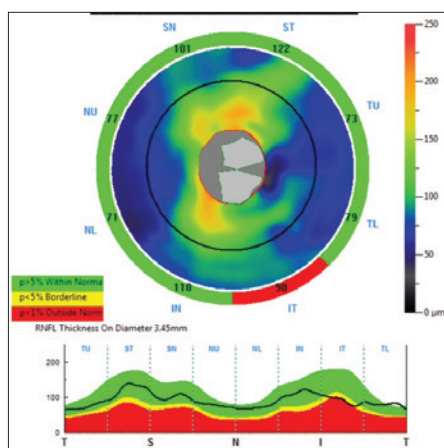 SN ST
101 122
NU TU
77 73
71 79
NL TL
110 90
IN IT
250
200
150
100
50
0 µm
p>5% Within Norma
p<5% Borderline
p<1% Outside Norm
RNFL Thickness On Diameter 3.45mm
TU ST SN NU NL IN IT TL
200
100
0
T S N I T